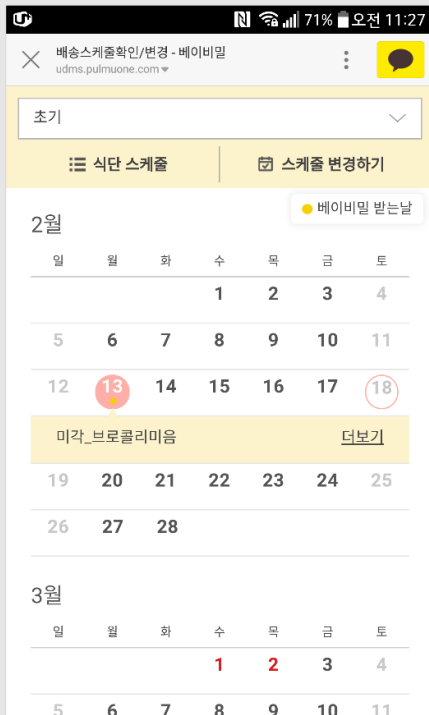 71% 오전 11:27
배송스케줄확인/변경 - 베이비밀
udms.pulmuone.com
초기
식단 스케줄 스케줄 변경하기
베이비밀 받는날
2월
일 월 화 수 목 금 토
1 2 3 4
5 6 7 8 9 10 11
12 13 14 15 16 17 18
미각_브로콜리미음 더보기
19 20 21 22 23 24 25
26 27 28
3월
일 월 화 수 목 금 토
1 2 3 4
5 6 7 8 9 10 11